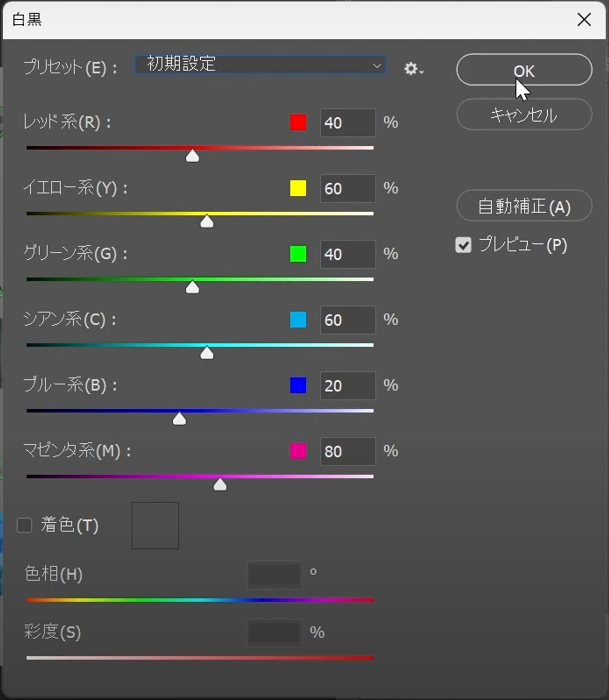 白黒
プリセット(E)： 初期設定
OK
キャンセル
レッド系(R)： 40 %
イエロー系(Y)： 60 %
自動補正(A)
プレビュー(P)
グリーン系(G)： 40 %
シアン系(C)： 60 %
ブルー系(B)： 20 %
マゼンタ系(M)： 80 %
着色(T)
色相(H) °
彩度(S) %